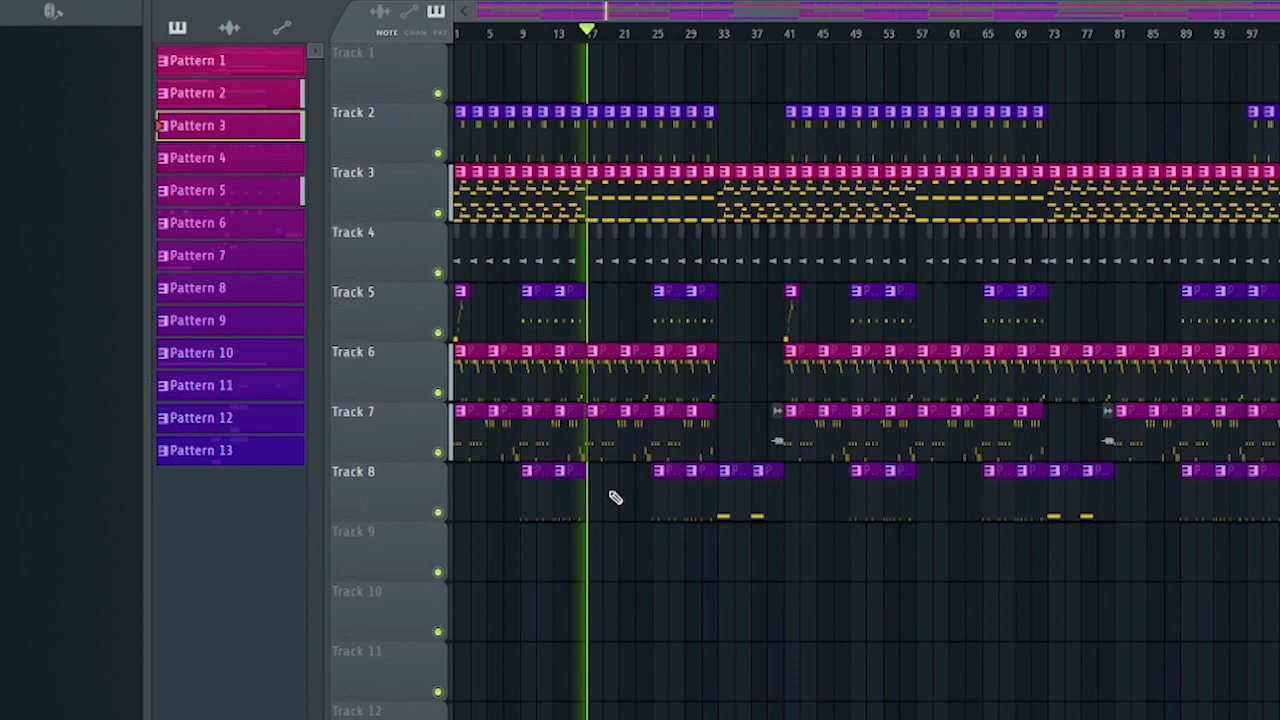 NOTE CHAN PAT
1 5 9 13 17 21 25 29 33 37 41 45 49 53 57 61 65 69 73 77 81 85 89 93 97
Pattern 1
Pattern 2
Pattern 3
Pattern 4
Pattern 5
Pattern 6
Pattern 7
Pattern 8
Pattern 9
Pattern 10
Pattern 11
Pattern 12
Pattern 13
Track 1
Track 2
Track 3
Track 4
Track 5
Track 6
Track 7
Track 8
Track 9
Track 10
Track 11
Track 12